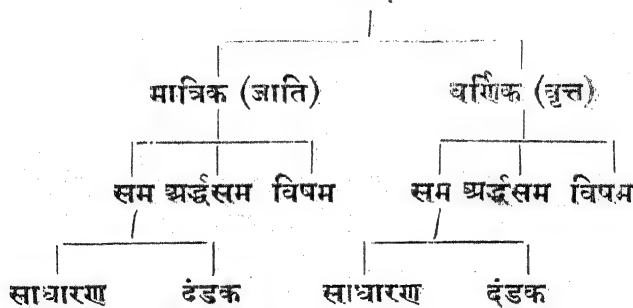 मात्रिक (जाति) वर्णिक (वृत्त)
सम अर्द्धसम विषम सम अर्द्धसम विषम
साधारण दंडक साधारण दंडक